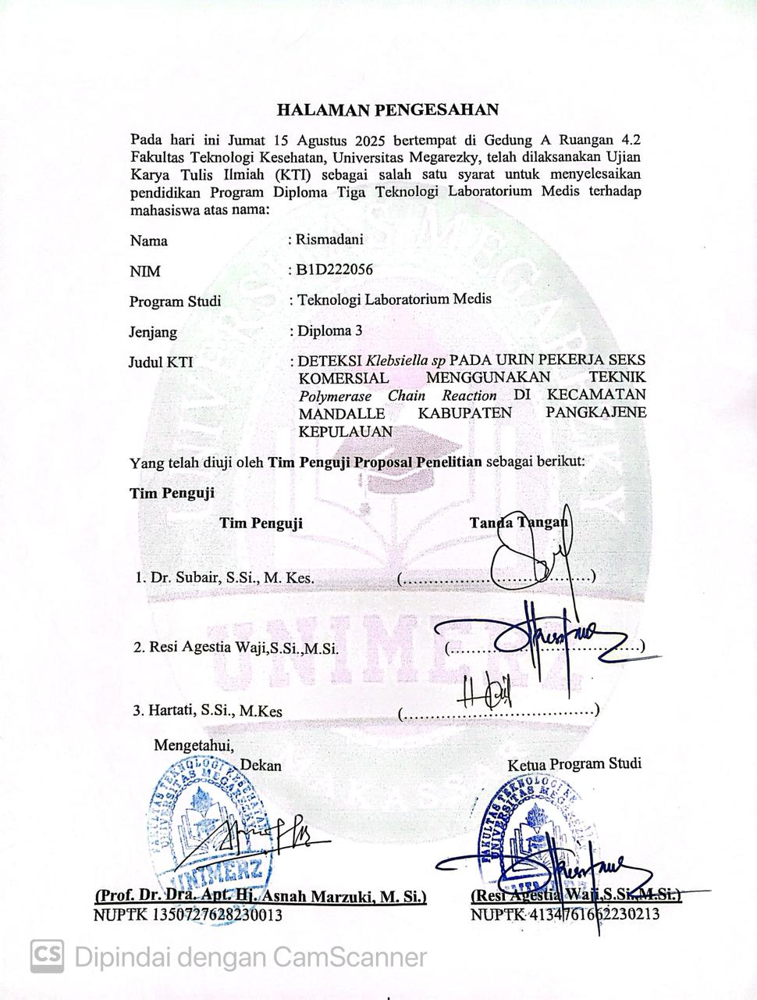 HALAMAN PENGESAHAN
Pada hari ini Jumat 15 Agustus 2025 bertempat di Gedung A Ruangan 4.2
Fakultas Teknologi Kesehatan, Universitas Megarezky, telah dilaksanakan Ujian
Karya Tulis Ilmiah (KTI) sebagai salah satu syarat untuk menyelesaikan
pendidikan Program Diploma Tiga Teknologi Laboratorium Medis terhadap
mahasiswa atas nama:
Nama : Rismadani
NIM : B1D222056
Program Studi : Teknologi Laboratorium Medis
Jenjang : Diploma 3
Judul KTI : DETEKSI Klebsiella sp PADA URIN PEKERJA SEKS
KOMERSIAL MENGGUNAKAN TEKNIK
Polymerase Chain Reaction DI KECAMATAN
MANDALLE KABUPATEN PANGKAJENE
KEPULAUAN
Yang telah diuji oleh Tim Penguji Proposal Penelitian sebagai berikut:
Tim Penguji
Tim Penguji Tanda Tangan
1. Dr. Subair, S.Si., M. Kes. (........................................)
2. Resi Agestia Waji,S.Si.,M.Si. (........................................)
3. Hartati, S.Si., M.Kes (........................................)
Mengetahui,
Dekan Ketua Program Studi
FAKULTAS TEKNOLOGI KESEHATAN
UNIVERSITAS MEGAREZKY
UNIMERZ
(Prof. Dr. Dra. Apt. Hj. Asnah Marzuki, M. Si.) (Resi Agestia Waji,S.Si.,M.Si.)
NUPTK 1350727628230013 NUPTK 4134761662230213
CS Dipindai dengan CamScanner